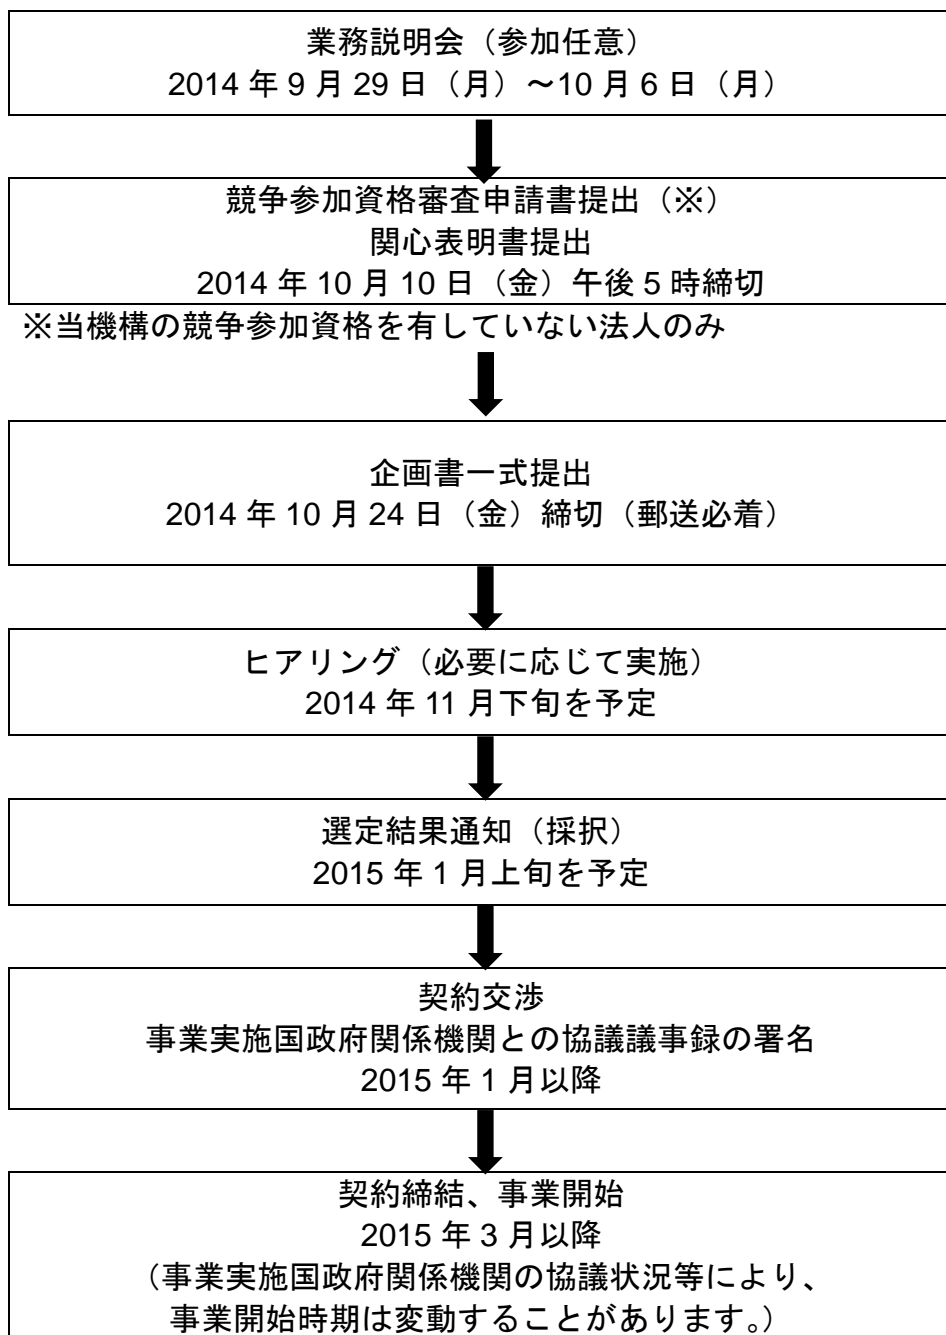 業務説明会（参加任意）
2014 年 9 月 29 日（月）～10 月 6 日（月）
競争参加資格審査申請書提出（※）
関心表明書提出
2014 年 10 月 10 日（金）午後 5 時締切
※当機構の競争参加資格を有していない法人のみ
企画書一式提出
2014 年 10 月 24 日（金）締切（郵送必着）
ヒアリング（必要に応じて実施）
2014 年 11 月下旬を予定
選定結果通知（採択）
2015 年 1 月上旬を予定
契約交渉
事業実施国政府関係機関との協議議事録の署名
2015 年 1 月以降
契約締結、事業開始
2015 年 3 月以降
（事業実施国政府関係機関の協議状況等により、
事業開始時期は変動することがあります。）